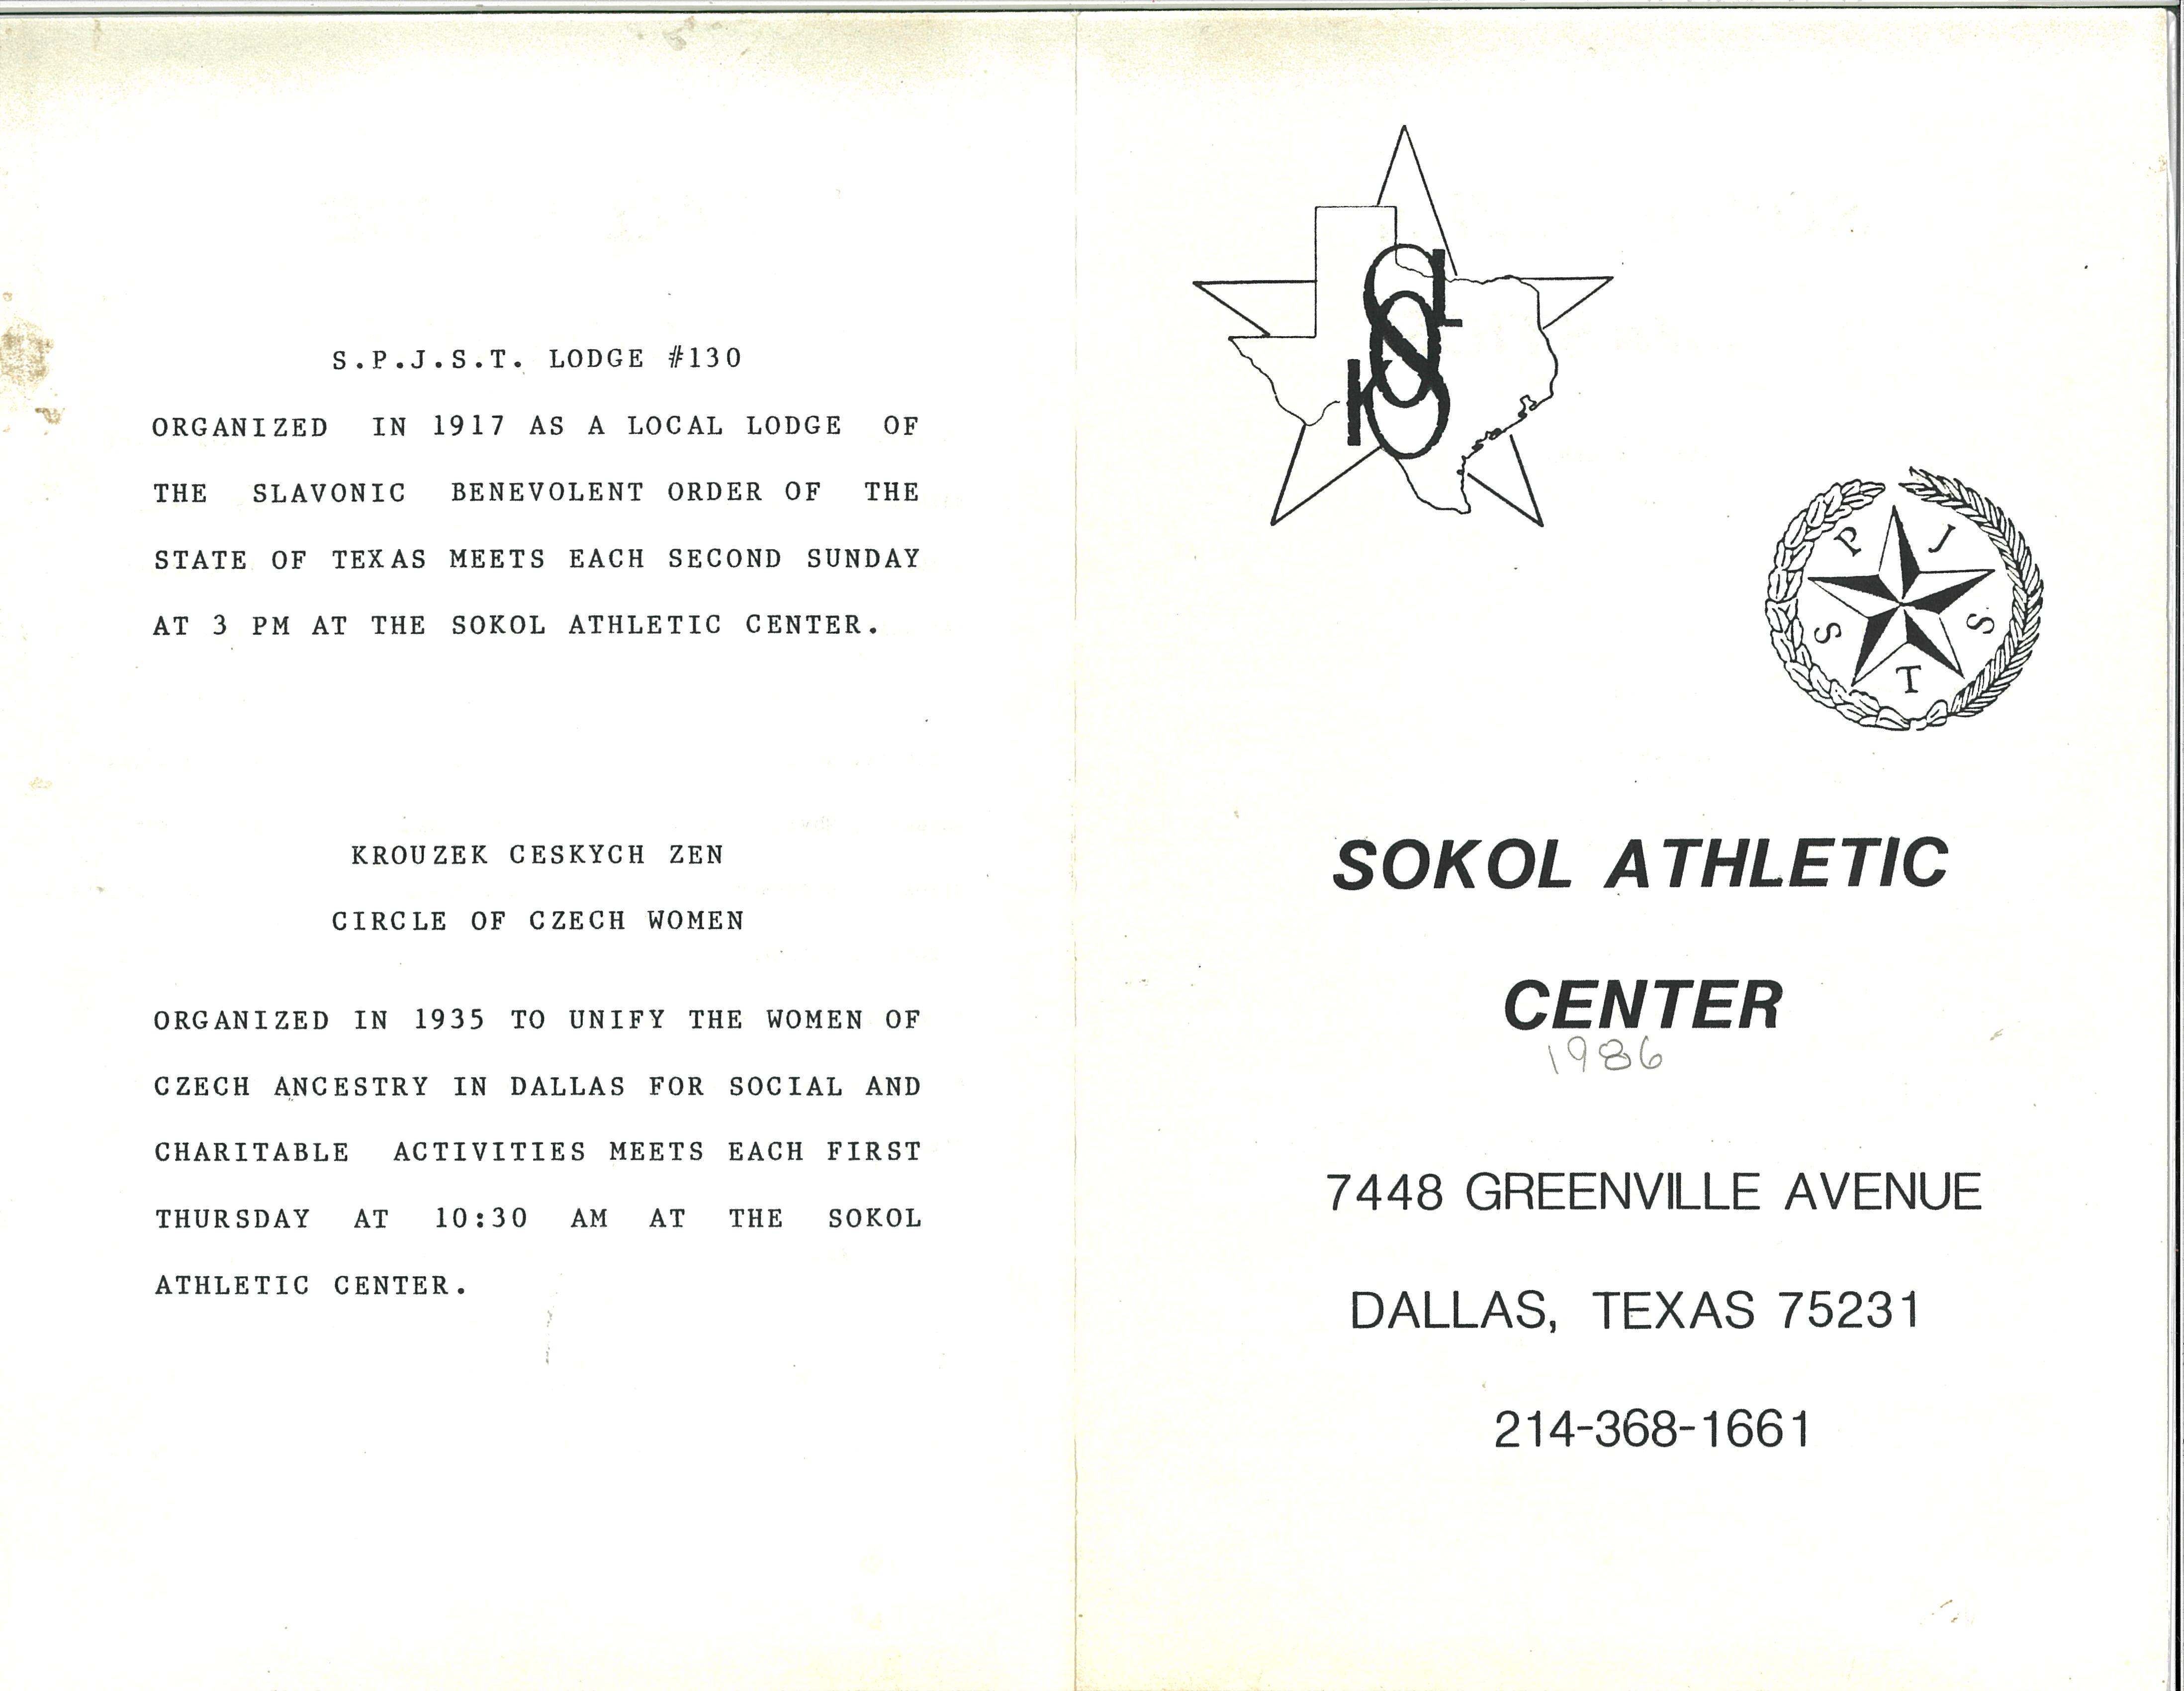 S.P.J.S.T. LODGE #130
ORGANIZED IN 1917 AS A LOCAL LODGE OF
THE SLAVONIC BENEVOLENT ORDER OF THE
STATE OF TEXAS MEETS EACH SECOND SUNDAY
AT 3 PM AT THE SOKOL ATHLETIC CENTER.
KROUZEK CESKYCH ZEN
CIRCLE OF CZECH WOMEN
ORGANIZED IN 1935 TO UNIFY THE WOMEN OF
CZECH ANCESTRY IN DALLAS FOR SOCIAL AND
CHARITABLE ACTIVITIES MEETS EACH FIRST
THURSDAY AT 10:30 AM AT THE SOKOL
ATHLETIC CENTER.
SOKOL
S P J S T
SOKOL ATHLETIC
CENTER
1986
7448 GREENVILLE AVENUE
DALLAS, TEXAS 75231
214-368-1661